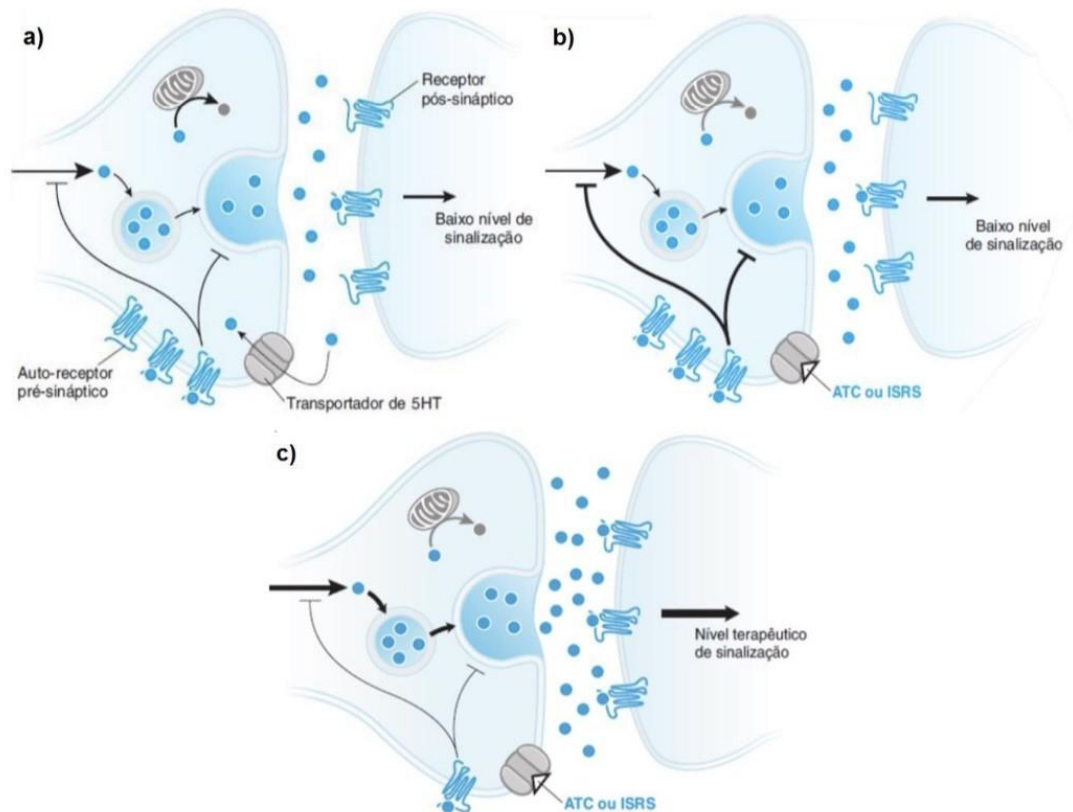 a)
Receptor
pós-sináptico
Baixo nível de
sinalização
Auto-receptor
pré-sináptico
Transportador de 5HT
b)
Baixo nível
de sinalização
ATC ou ISRS
c)
Nível terapêutico
de sinalização
ATC ou ISRS